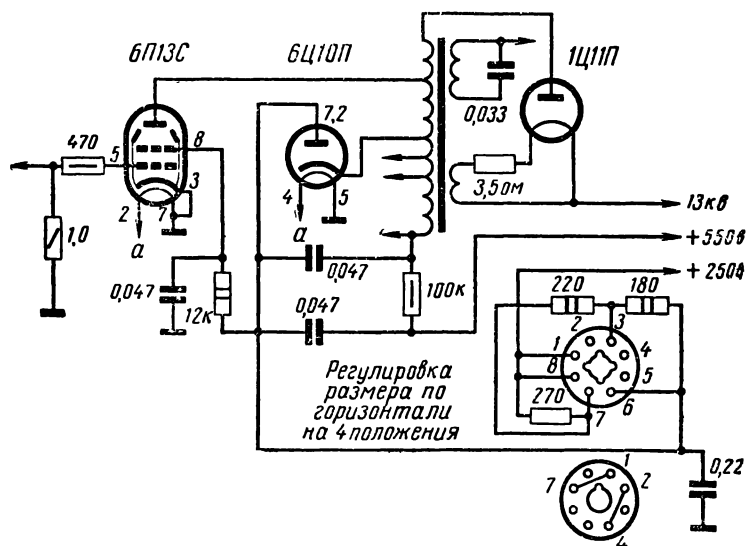 6П13С
6Ц10П
1Ц11П
7,2
0,033
470
5
8
3
2
7
а
4
5
а
3,5ом
13кв
+550в
+250в
1,0
0,047
12к
0,047
0,047
100к
220
180
2
3
1
4
8
5
270
7
6
Регулировка
размера по
горизонтали
на 4 положения
0,22
1
7
2
4